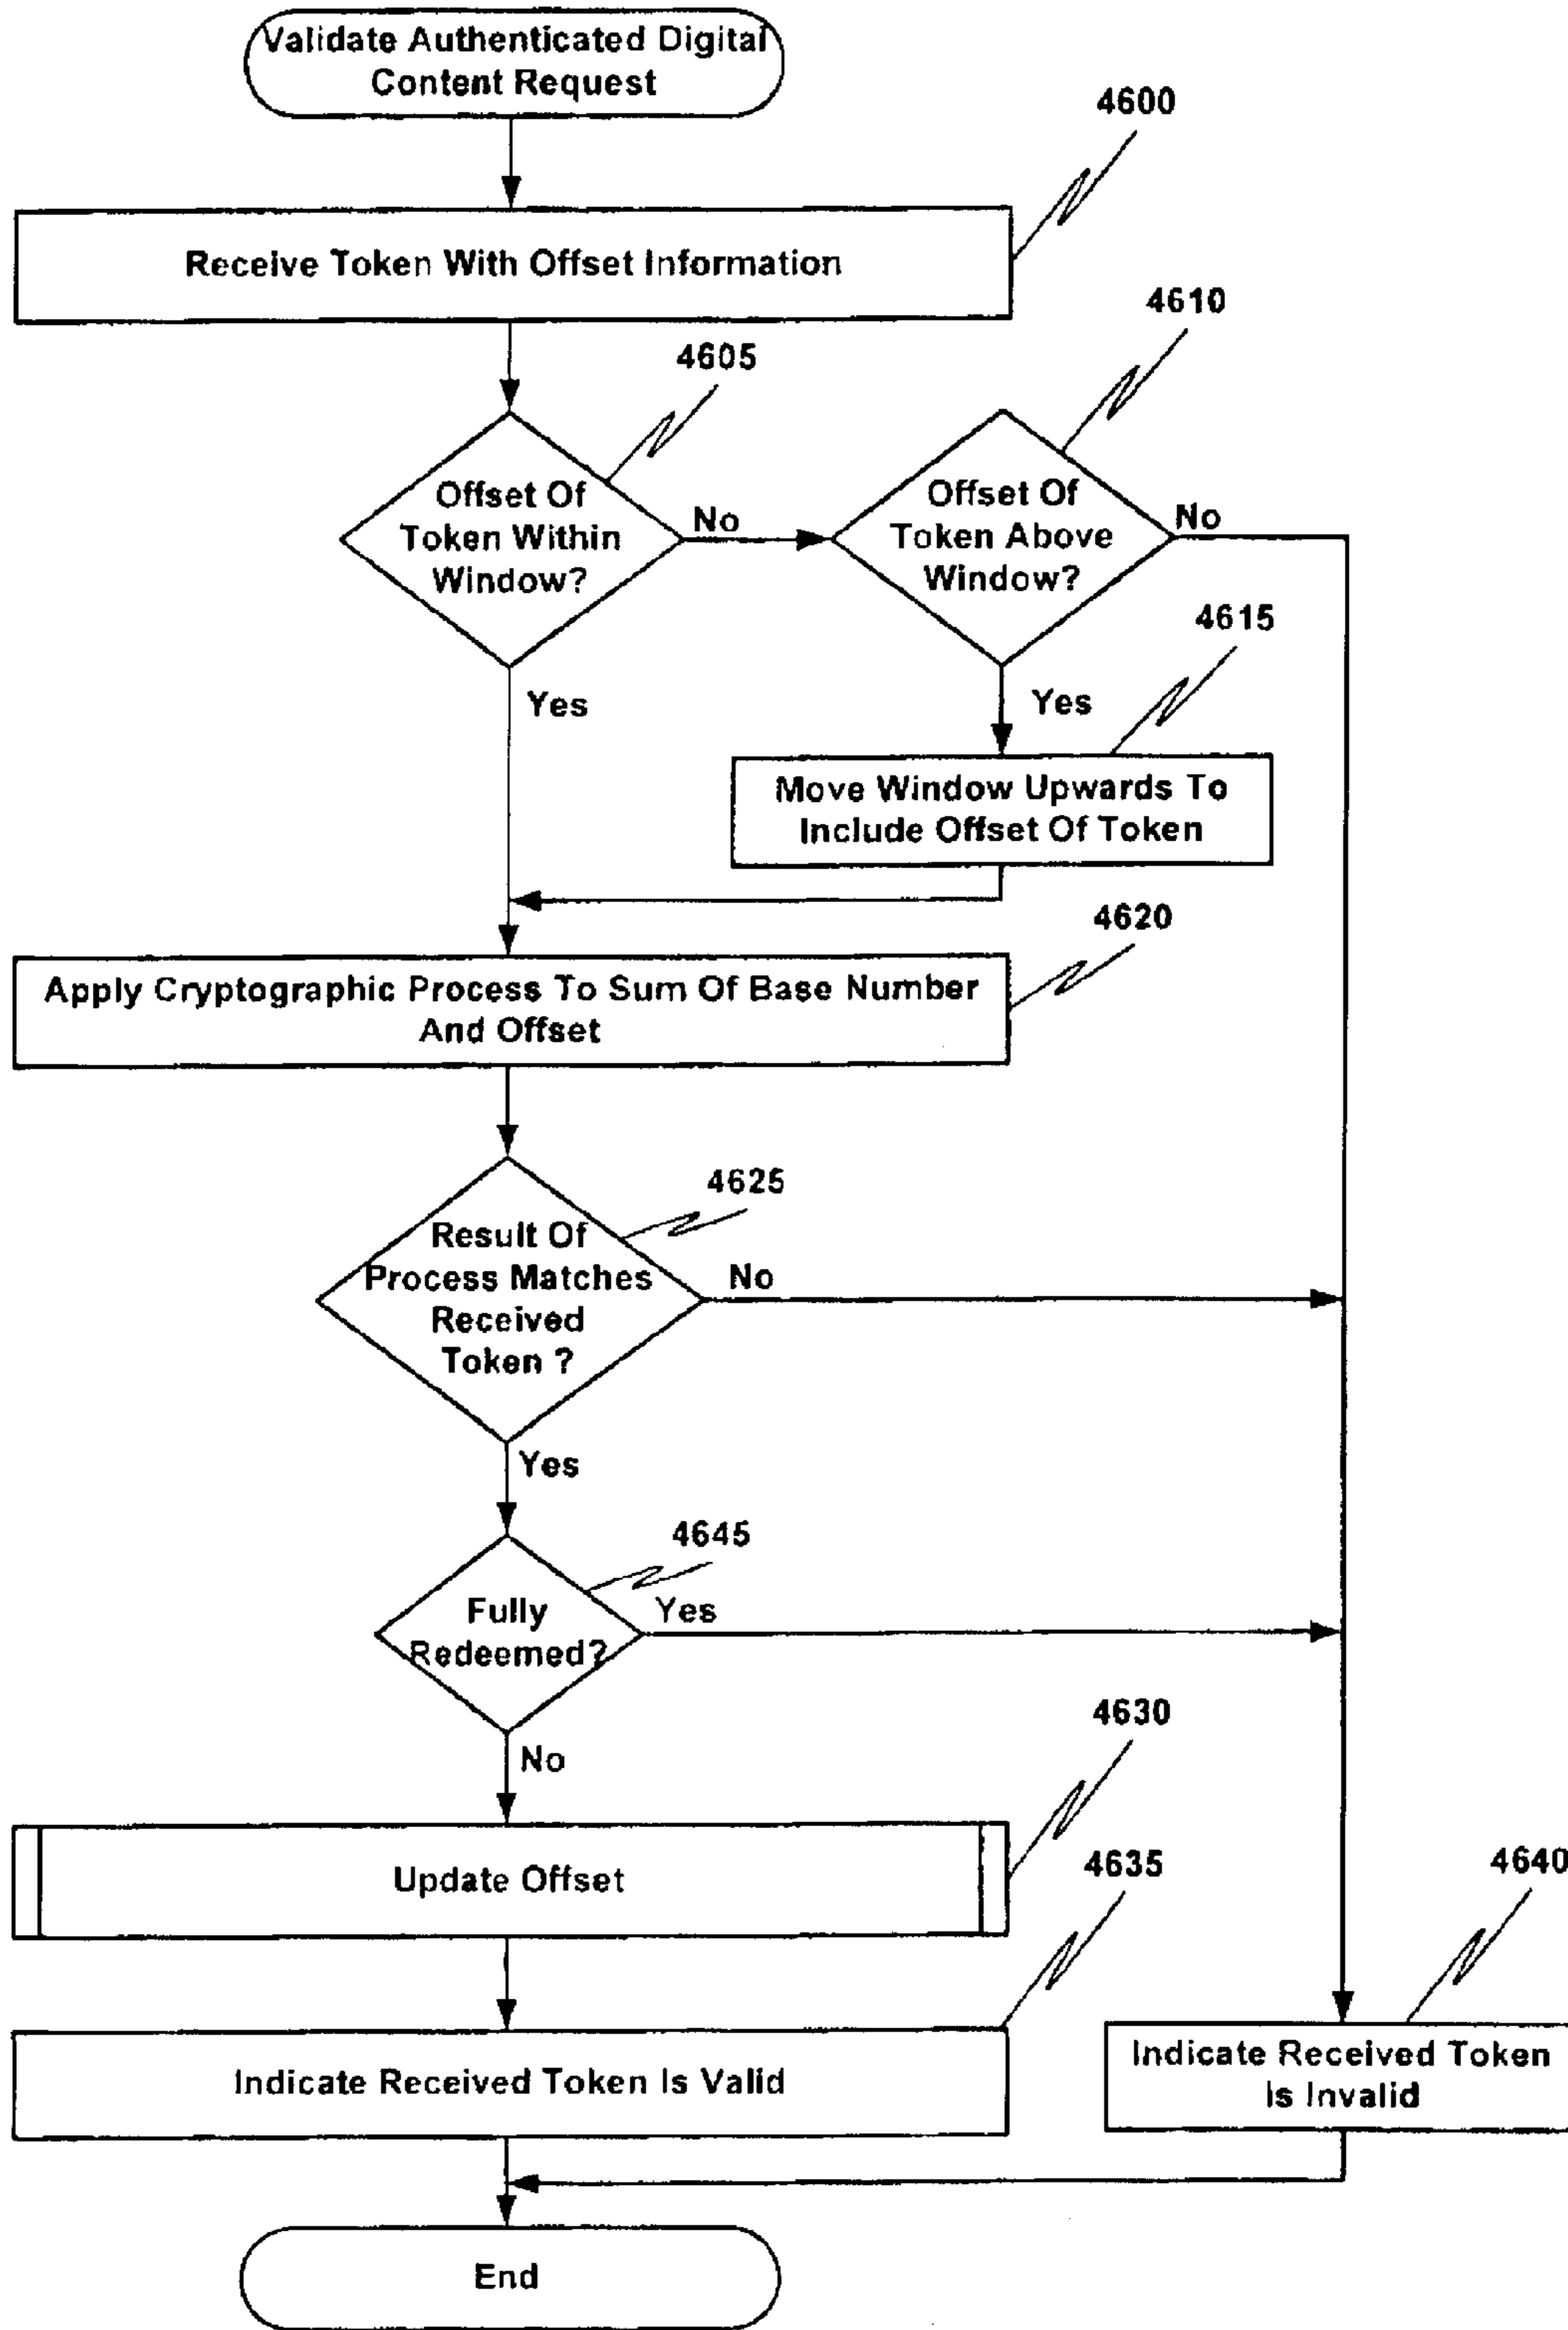 Validate Authenticated Digital
Content Request
4600
Receive Token With Offset Information
4605
4610
Offset Of
Token Within
Window?
No
Offset Of
Token Above
Window?
No
4615
Yes
Yes
Move Window Upwards To
Include Offset Of Token
4620
Apply Cryptographic Process To Sum Of Base Number
And Offset
4625
Result Of
Process Matches
Received
Token ?
No
Yes
4645
Fully
Redeemed?
Yes
No
4630
Update Offset
4635
4640
Indicate Received Token Is Valid
Indicate Received Token
Is Invalid
End